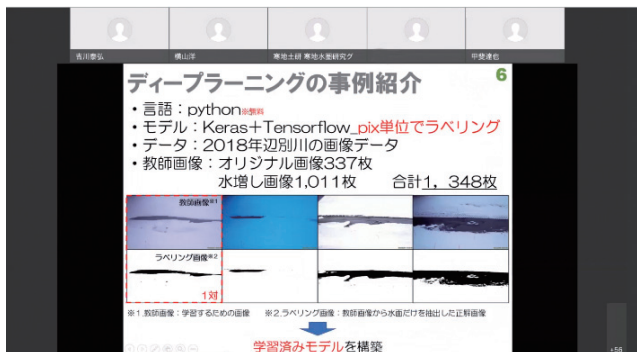 吉川泰弘
横山洋
寒地土研 寒地水圏研究グ
甲斐達也
ディープラーニングの事例紹介
6
・言語：python※無料
・モデル：Keras＋Tensorflow_pix単位でラベリング
・データ：2018年辺別川の画像データ
・教師画像：オリジナル画像337枚
水増し画像1,011枚 合計1，348枚
教師画像※1
ラベリング画像※2
1対
※1.教師画像：学習するための画像 ※2.ラベリング画像：教師画像から水面だけを抽出した正解画像
学習済みモデルを構築
+56